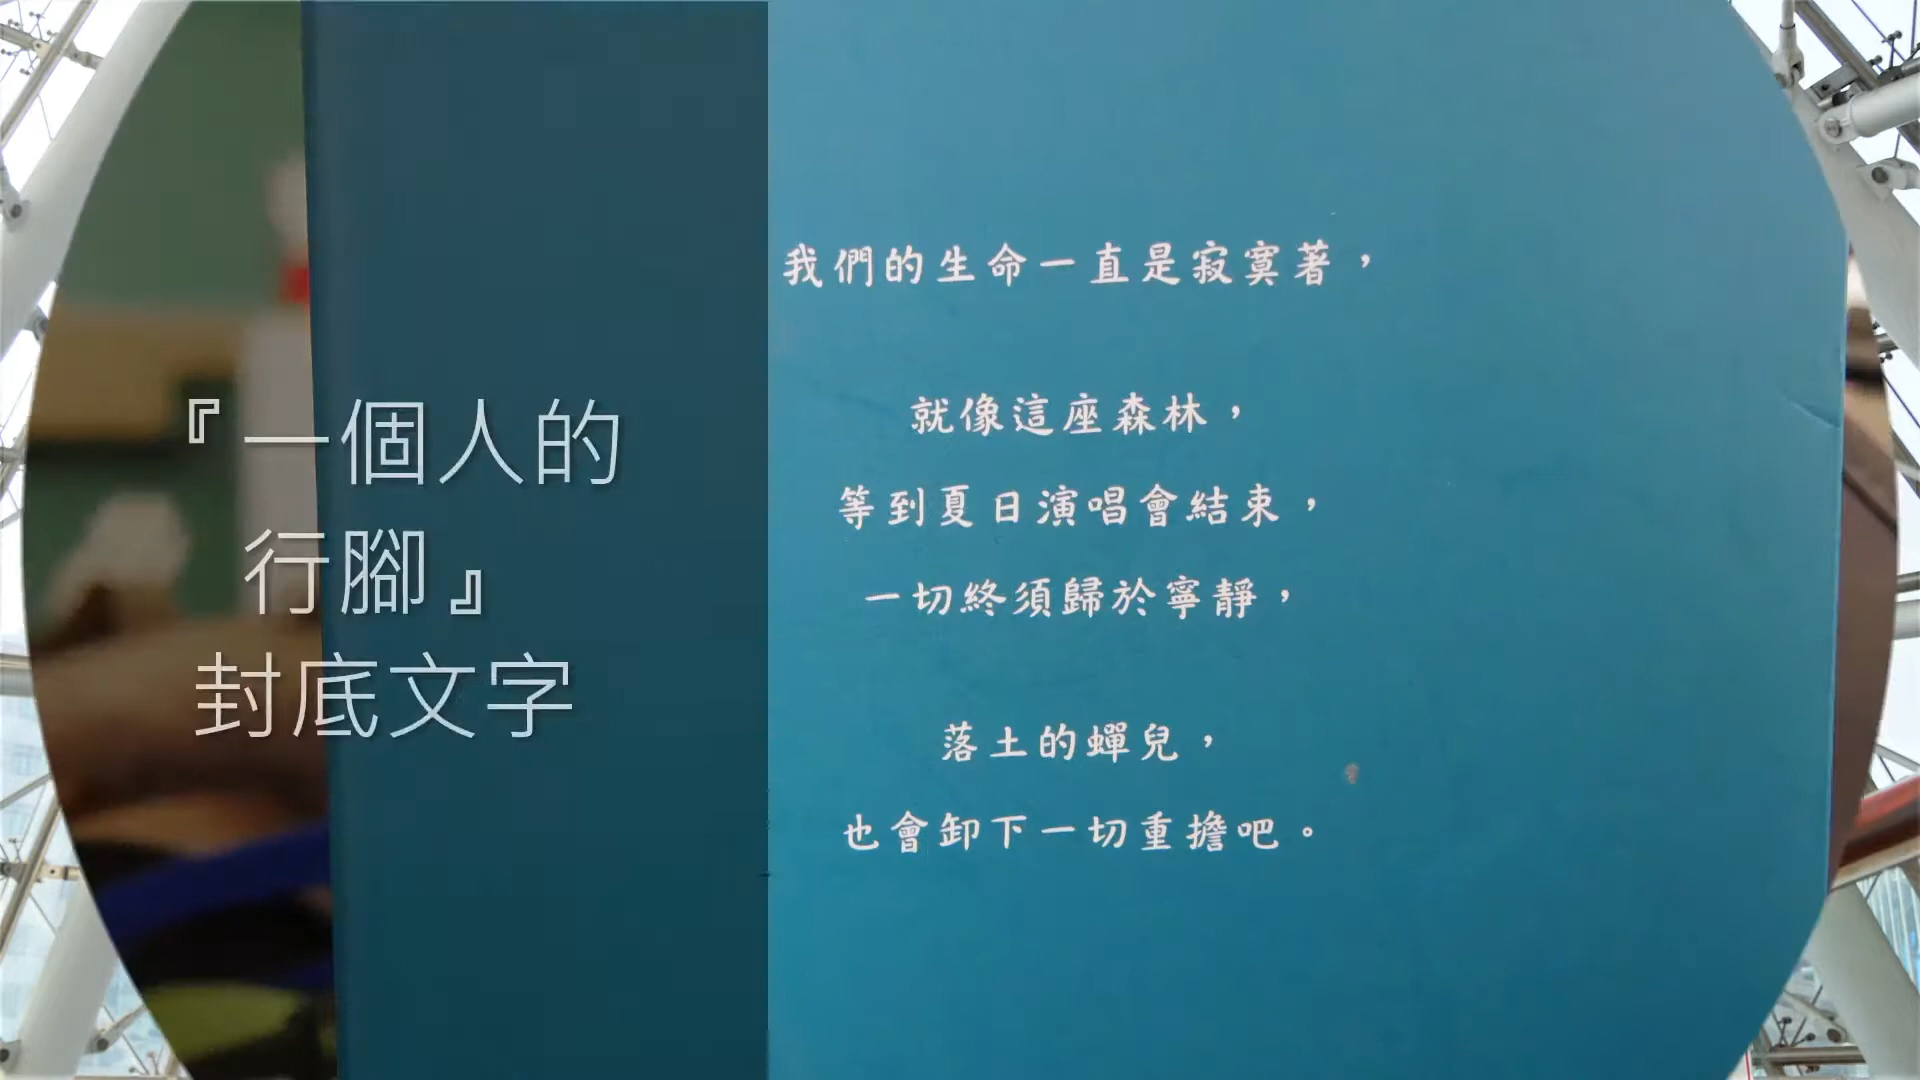 『一個人的
行腳』
封底文字
我們的生命一直是寂寞著，
就像這座森林，
等到夏日演唱會結束，
一切終須歸於寧靜，
落土的蟬兒，
也會卸下一切重擔吧。